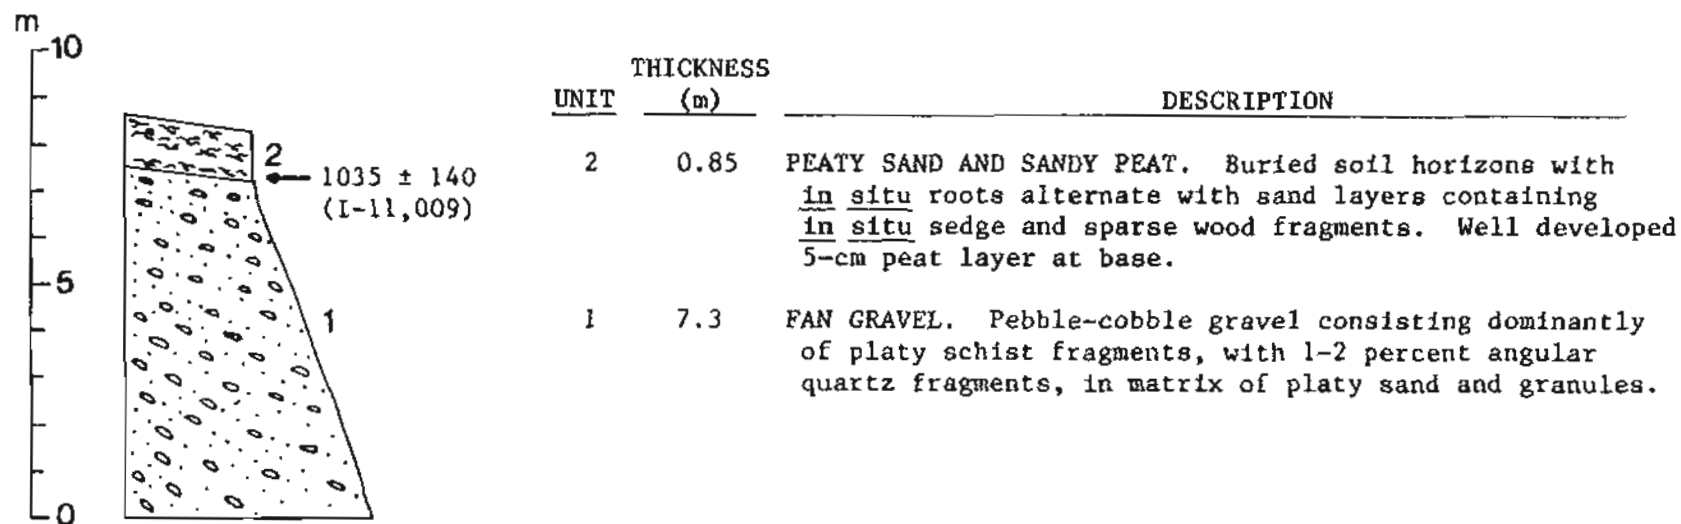 m
10
5
0
2
1035 ± 140
(I-11,009)
1
THICKNESS
UNIT (m) DESCRIPTION
2 0.85 PEATY SAND AND SANDY PEAT. Buried soil horizons with
in situ roots alternate with sand layers containing
in situ sedge and sparse wood fragments. Well developed
5-cm peat layer at base.
1 7.3 FAN GRAVEL. Pebble-cobble gravel consisting dominantly
of platy schist fragments, with 1-2 percent angular
quartz fragments, in matrix of platy sand and granules.